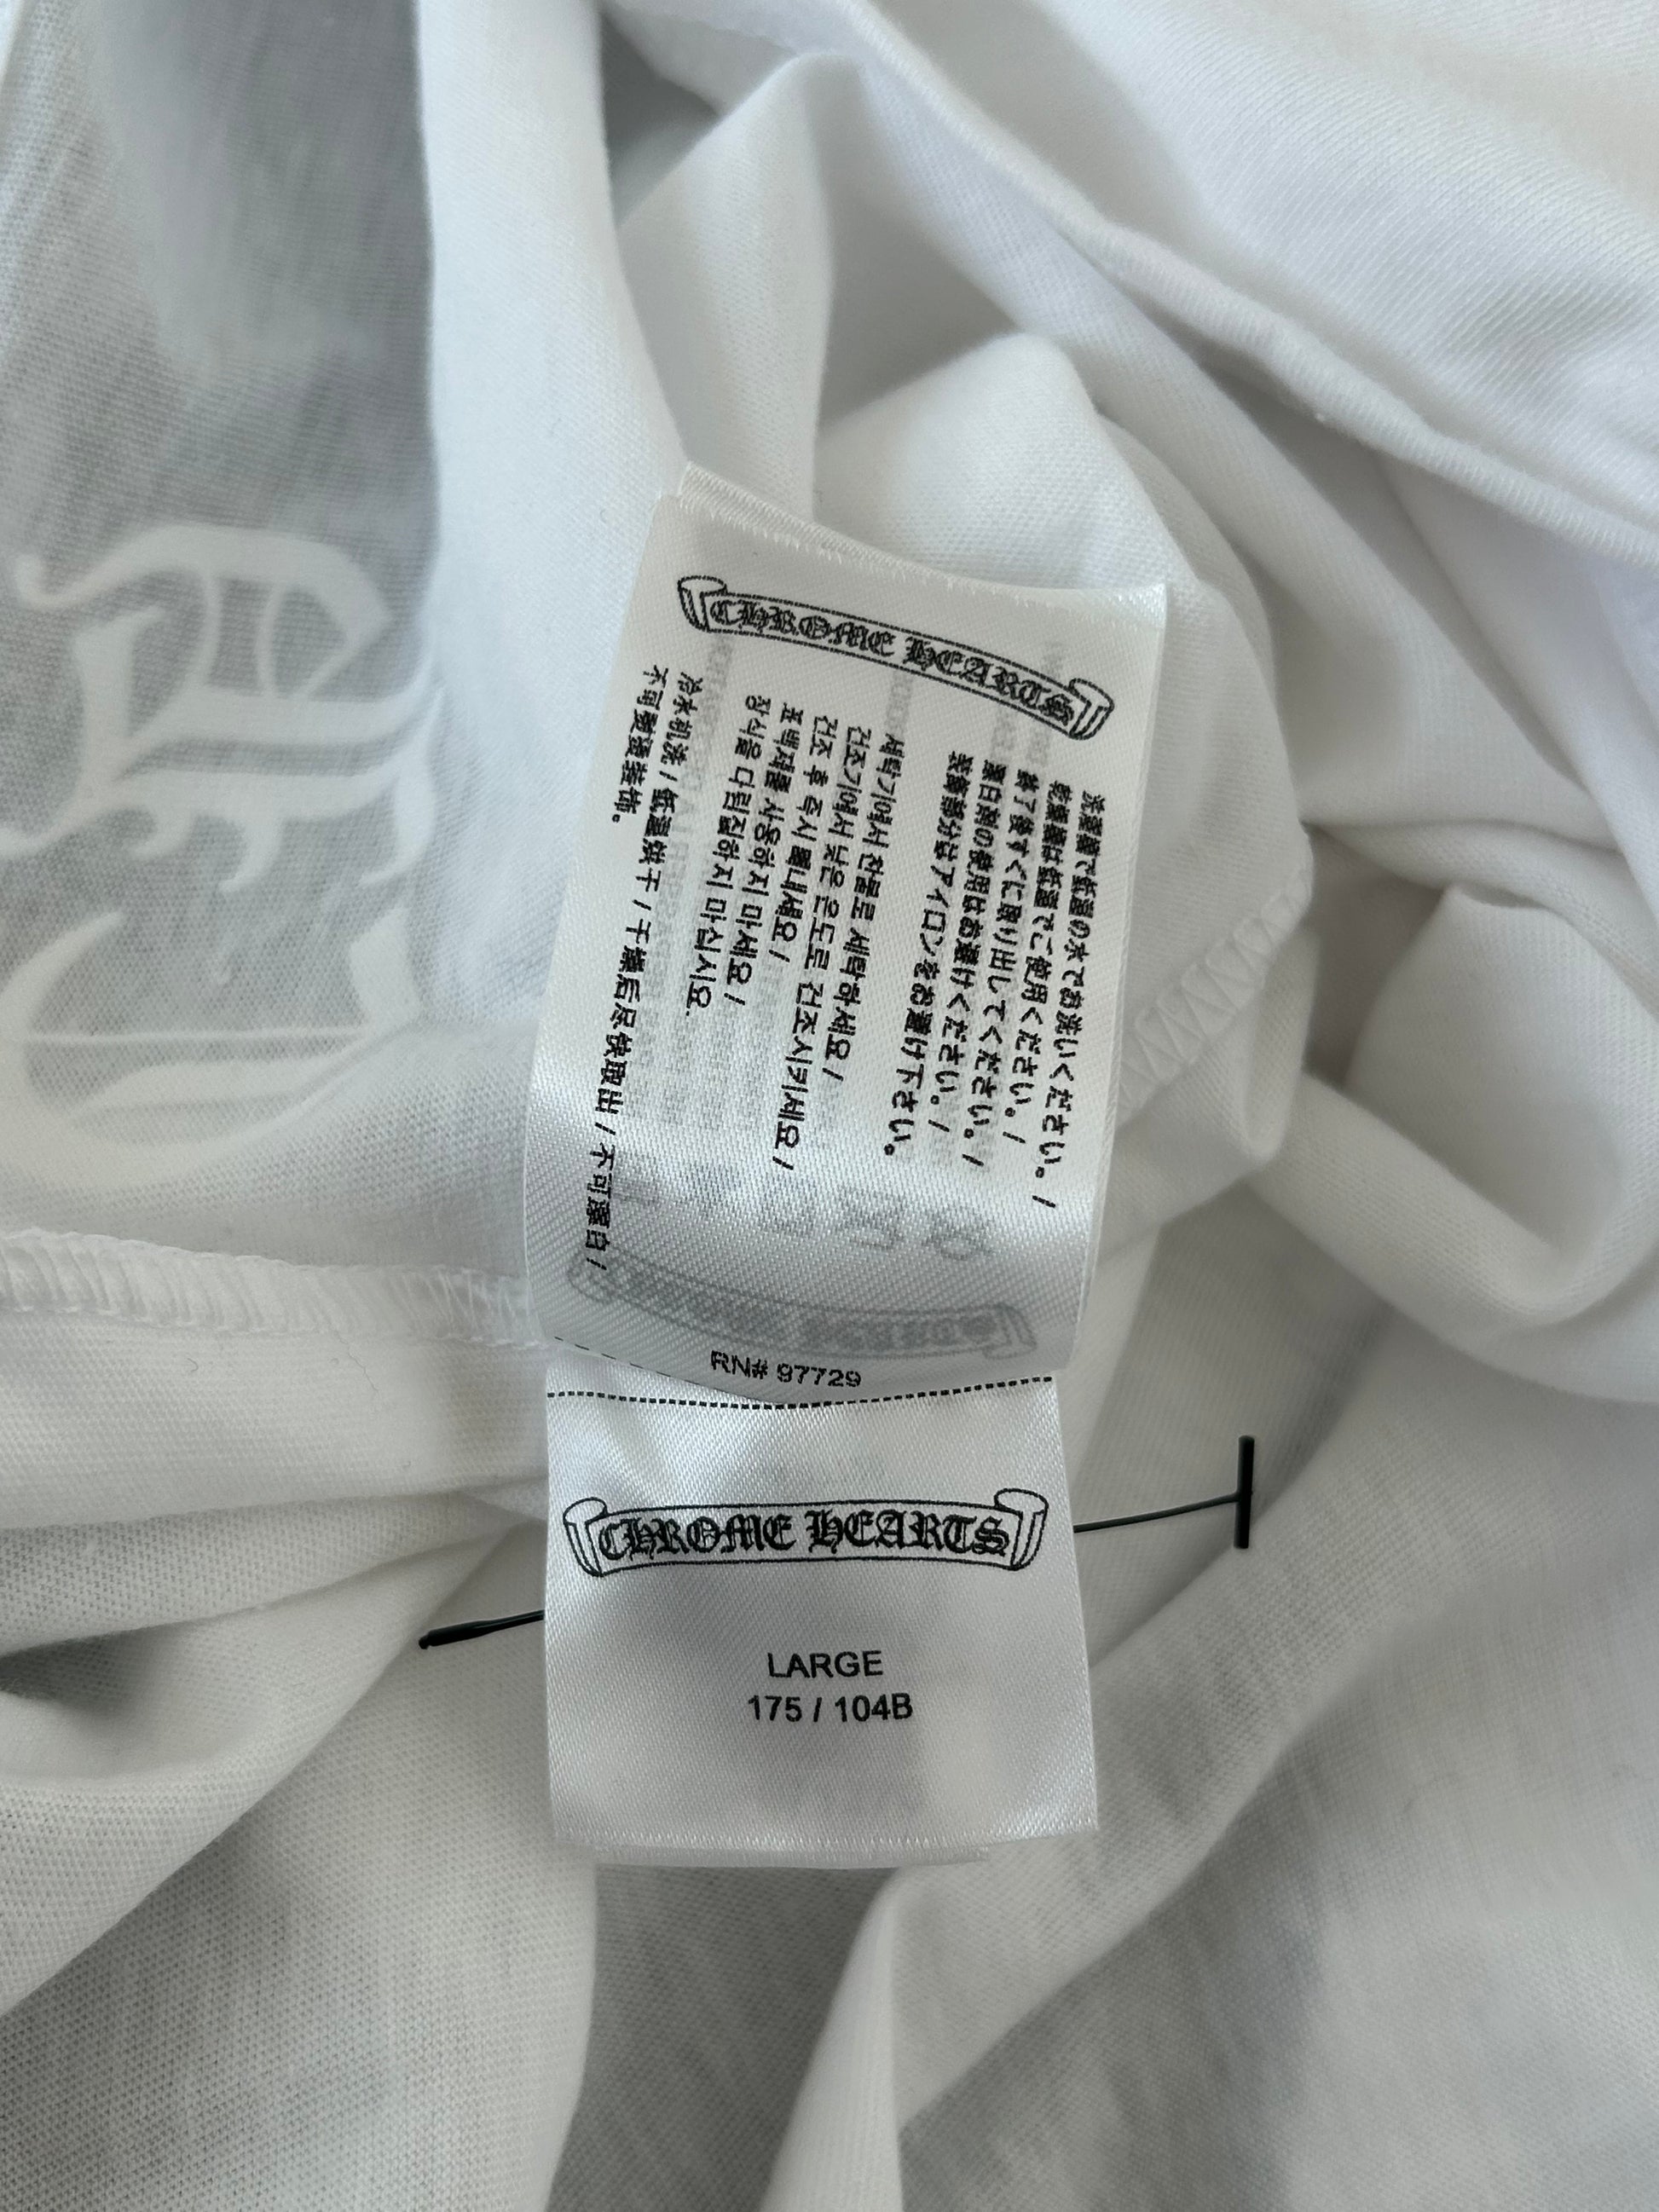 CHROME HEARTS
洗濯機で低温の水でお洗いください。/
乾燥機は低温でご使用ください。/
終了後すぐに取り出してください。/
漂白剤の使用はお避けください。/
装飾部分はアイロンをお避け下さい。
세탁기에서 찬물로 세탁하세요 /
건조기에서 낮은 온도로 건조시키세요 /
건조 후 즉시 꺼내세요 /
표백제를 사용하지 마세요 /
장식을 다림질하지 마십시요.
冷水机洗 / 低温烘干 / 干燥后尽快取出 / 不可漂白 /
不可熨烫装饰。
RN# 97729
CHROME HEARTS
LARGE
175 / 104B